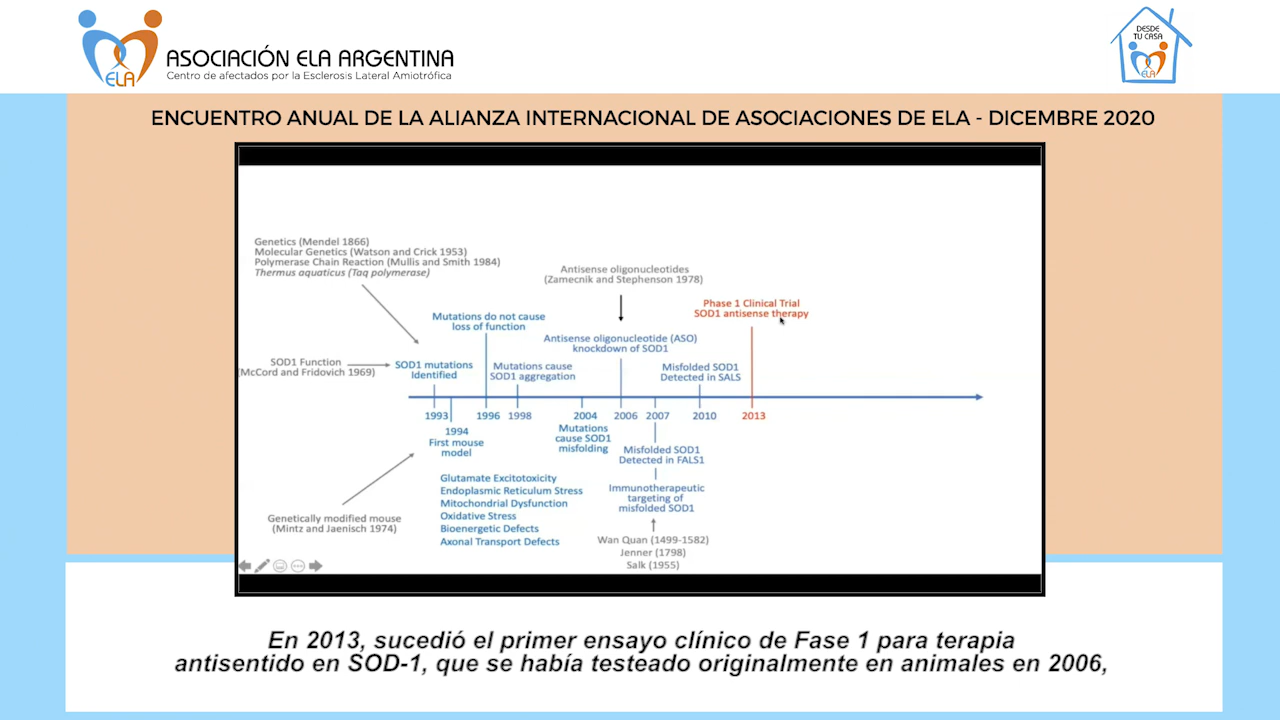 ASOCIACIÓN ELA ARGENTINA
Centro de afectados por la Esclerosis Lateral Amiotrófica
ELA
DESDE
TU CASA
ELA
ENCUENTRO ANUAL DE LA ALIANZA INTERNACIONAL DE ASOCIACIONES DE ELA - DICEMBRE 2020
Genetics (Mendel 1866)
Molecular Genetics (Watson and Crick 1953)
Polymerase Chain Reaction (Mullis and Smith 1984)
Thermus aquaticus (Taq polymerase)
Antisense oligonucleotides
(Zamecnik and Stephenson 1978)
Phase 1 Clinical Trial
SOD1 antisense therapy
Mutations do not cause
loss of function
Antisense oligonucleotide (ASO)
knockdown of SOD1
SOD1 Function
(McCord and Fridovich 1969)
SOD1 mutations
Identified
Mutations cause
SOD1 aggregation
Misfolded SOD1
Detected in SALS
1993 1996 1998 2004 2006 2007 2010 2013
1994
First mouse
model
Mutations
cause SOD1
misfolding
Misfolded SOD1
Detected in FALS1
Glutamate Excitotoxicity
Endoplasmic Reticulum Stress
Mitochondrial Dysfunction
Oxidative Stress
Bioenergetic Defects
Axonal Transport Defects
Immunotherapeutic
targeting of
misfolded SOD1
Genetically modified mouse
(Mintz and Jaenisch 1974)
Wan Quan (1499-1582)
Jenner (1798)
Salk (1955)
En 2013, sucedió el primer ensayo clínico de Fase 1 para terapia
antisentido en SOD-1, que se había testeado originalmente en animales en 2006,